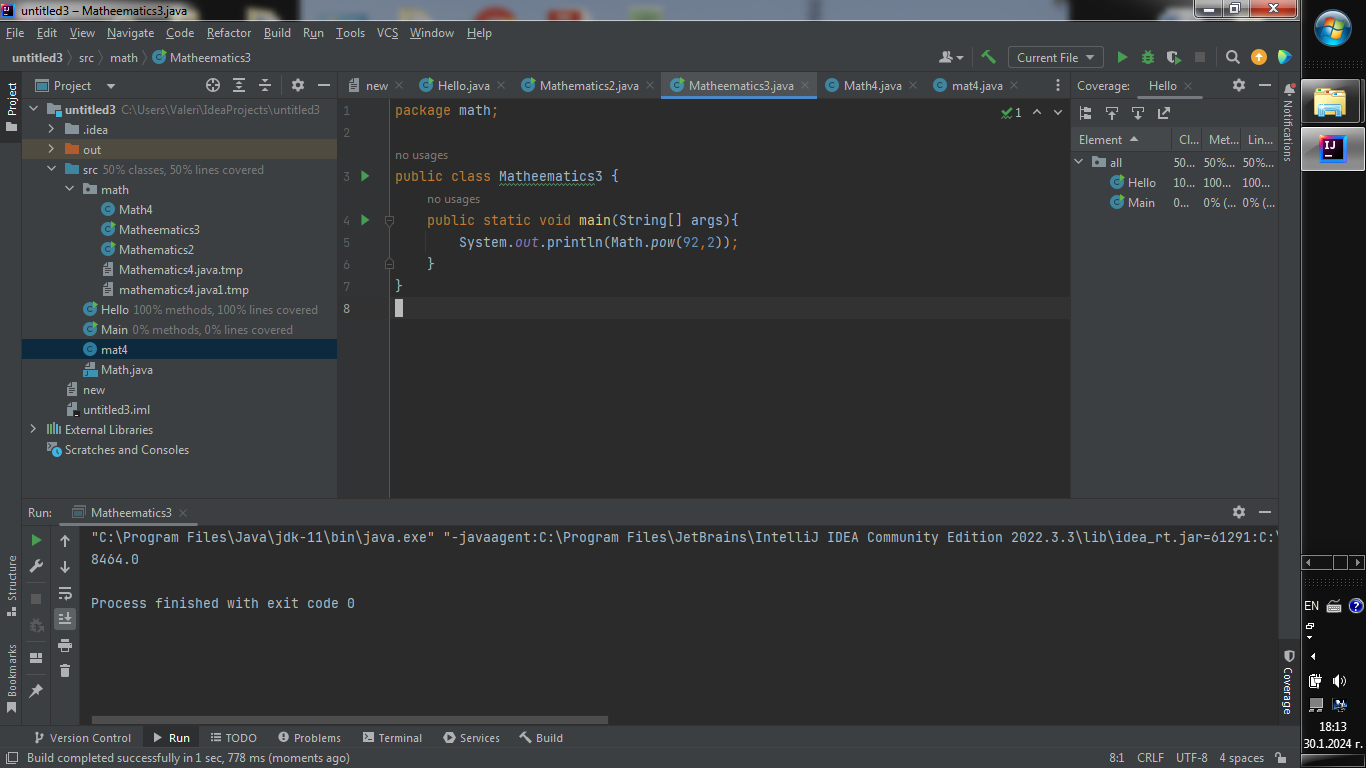 untitled3 – Matheematics3.java
File Edit View Navigate Code Refactor Build Run Tools VCS Window Help
untitled3 src math Matheematics3
Current File
Project
new Hello.java Mathematics2.java Matheematics3.java Math4.java mat4.java
Coverage: Hello
Project
untitled3 C:\Users\Valeri\IdeaProjects\untitled3
.idea
out
src 50% classes, 50% lines covered
math
Math4
Matheematics3
Mathematics2
Mathematics4.java.tmp
mathematics4.java1.tmp
Hello 100% methods, 100% lines covered
Main 0% methods, 0% lines covered
mat4
Math.java
new
untitled3.iml
External Libraries
Scratches and Consoles
1 package math;
2
no usages
3 public class Matheematics3 {
no usages
4 public static void main(String[] args){
5 System.out.println(Math.pow(92,2));
6 }
7 }
8
1
Element Cl... Met... Lin...
all 50... 50%... 50%...
Hello 10... 100... 100...
Main 0... 0% (... 0% (...
Notifications
Run: Matheematics3
"C:\Program Files\Java\jdk-11\bin\java.exe" "-javaagent:C:\Program Files\JetBrains\IntelliJ IDEA Community Edition 2022.3.3\lib\idea_rt.jar=61291:C:\
8464.0
Process finished with exit code 0
Structure
Bookmarks
Coverage
Version Control Run TODO Problems Terminal Services Build
Build completed successfully in 1 sec, 778 ms (moments ago)
8:1 CRLF UTF-8 4 spaces
IJ
EN
18:13
30.1.2024 г.